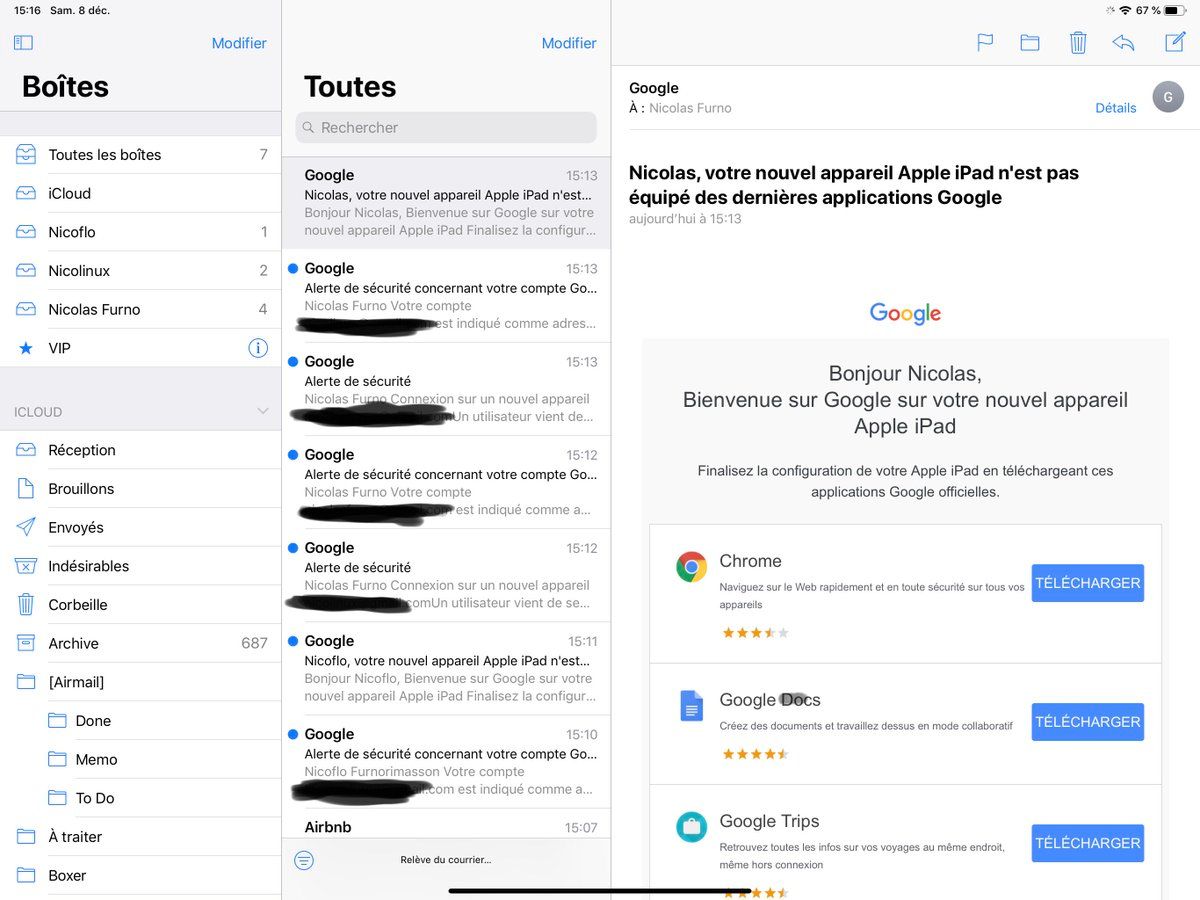 15:16 Sam. 8 déc.
67 %
Modifier
Boîtes
Toutes les boîtes 7
iCloud
Nicoflo 1
Nicolinux 2
Nicolas Furno 4
VIP
ICLOUD
Réception
Brouillons
Envoyés
Indésirables
Corbeille
Archive 687
[Airmail]
Done
Memo
To Do
À traiter
Boxer
Modifier
Toutes
Rechercher
Google 15:13
Nicolas, votre nouvel appareil Apple iPad n'est...
Bonjour Nicolas, Bienvenue sur Google sur votre
nouvel appareil Apple iPad Finalisez la configur...
Google 15:13
Alerte de sécurité concernant votre compte Go...
Nicolas Furno Votre compte
est indiqué comme adres...
Google 15:13
Alerte de sécurité
Nicolas Furno Connexion sur un nouvel appareil
Un utilisateur vient de...
Google 15:12
Alerte de sécurité concernant votre compte Go...
Nicolas Furno Votre compte
est indiqué comme a...
Google 15:12
Alerte de sécurité
Nicolas Furno Connexion sur un nouvel appareil
.comUn utilisateur vient de se...
Google 15:11
Nicoflo, votre nouvel appareil Apple iPad n'est...
Bonjour Nicoflo, Bienvenue sur Google sur votre
nouvel appareil Apple iPad Finalisez la configur...
Google 15:10
Alerte de sécurité concernant votre compte Go...
Nicoflo Furnorimasson Votre compte
.com est indiqué comme a...
Airbnb 15:07
Relève du courrier...
Google
À : Nicolas Furno
Détails
G
Nicolas, votre nouvel appareil Apple iPad n'est pas
équipé des dernières applications Google
aujourd'hui à 15:13
Google
Bonjour Nicolas,
Bienvenue sur Google sur votre nouvel appareil
Apple iPad
Finalisez la configuration de votre Apple iPad en téléchargeant ces
applications Google officielles.
Chrome
Naviguez sur le Web rapidement et en toute sécurité sur tous vos
appareils
TÉLÉCHARGER
Google Docs
Créez des documents et travaillez dessus en mode collaboratif
TÉLÉCHARGER
Google Trips
Retrouvez toutes les infos sur vos voyages au même endroit,
même hors connexion
TÉLÉCHARGER